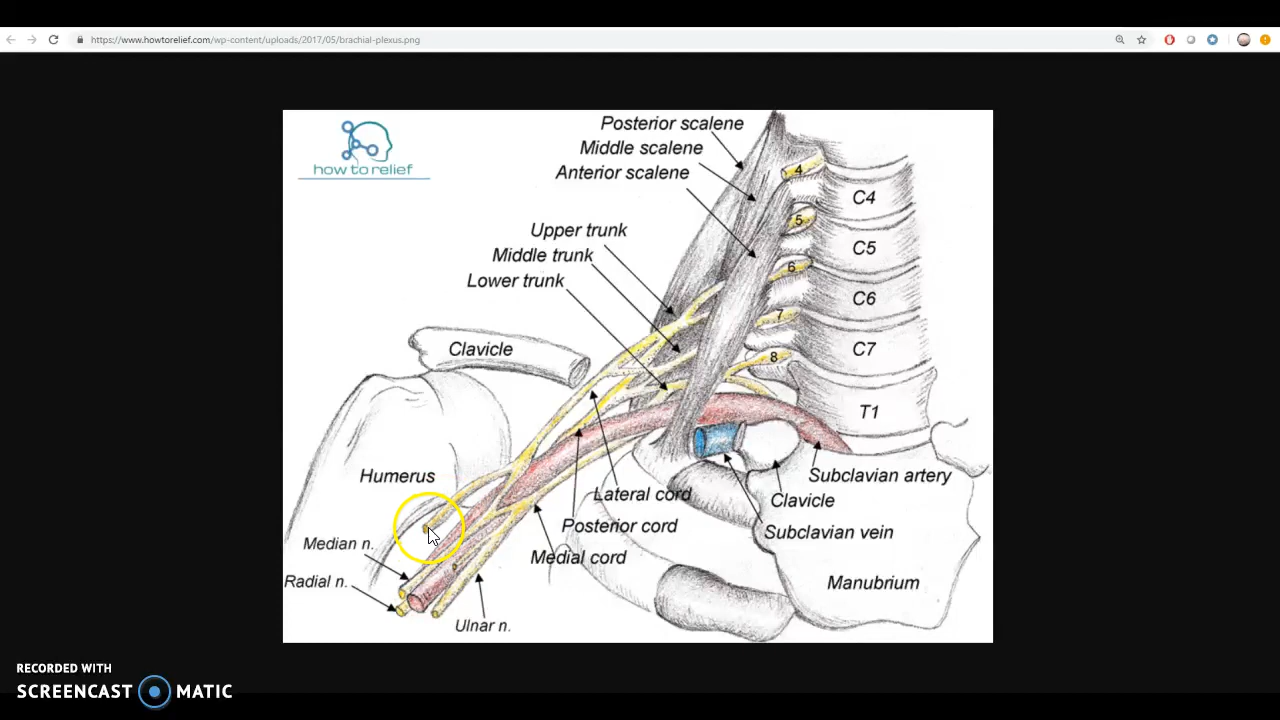 https://www.howtorelief.com/wp-content/uploads/2017/05/brachial-plexus.png
how to relief
Posterior scalene
Middle scalene
Anterior scalene
4
C4
5
Upper trunk
C5
Middle trunk
6
Lower trunk
C6
7
Clavicle
C7
8
T1
Humerus
Subclavian artery
Lateral cord
Clavicle
Posterior cord
Subclavian vein
Median n.
Medial cord
Radial n.
Manubrium
Ulnar n.
RECORDED WITH
SCREENCAST MATIC